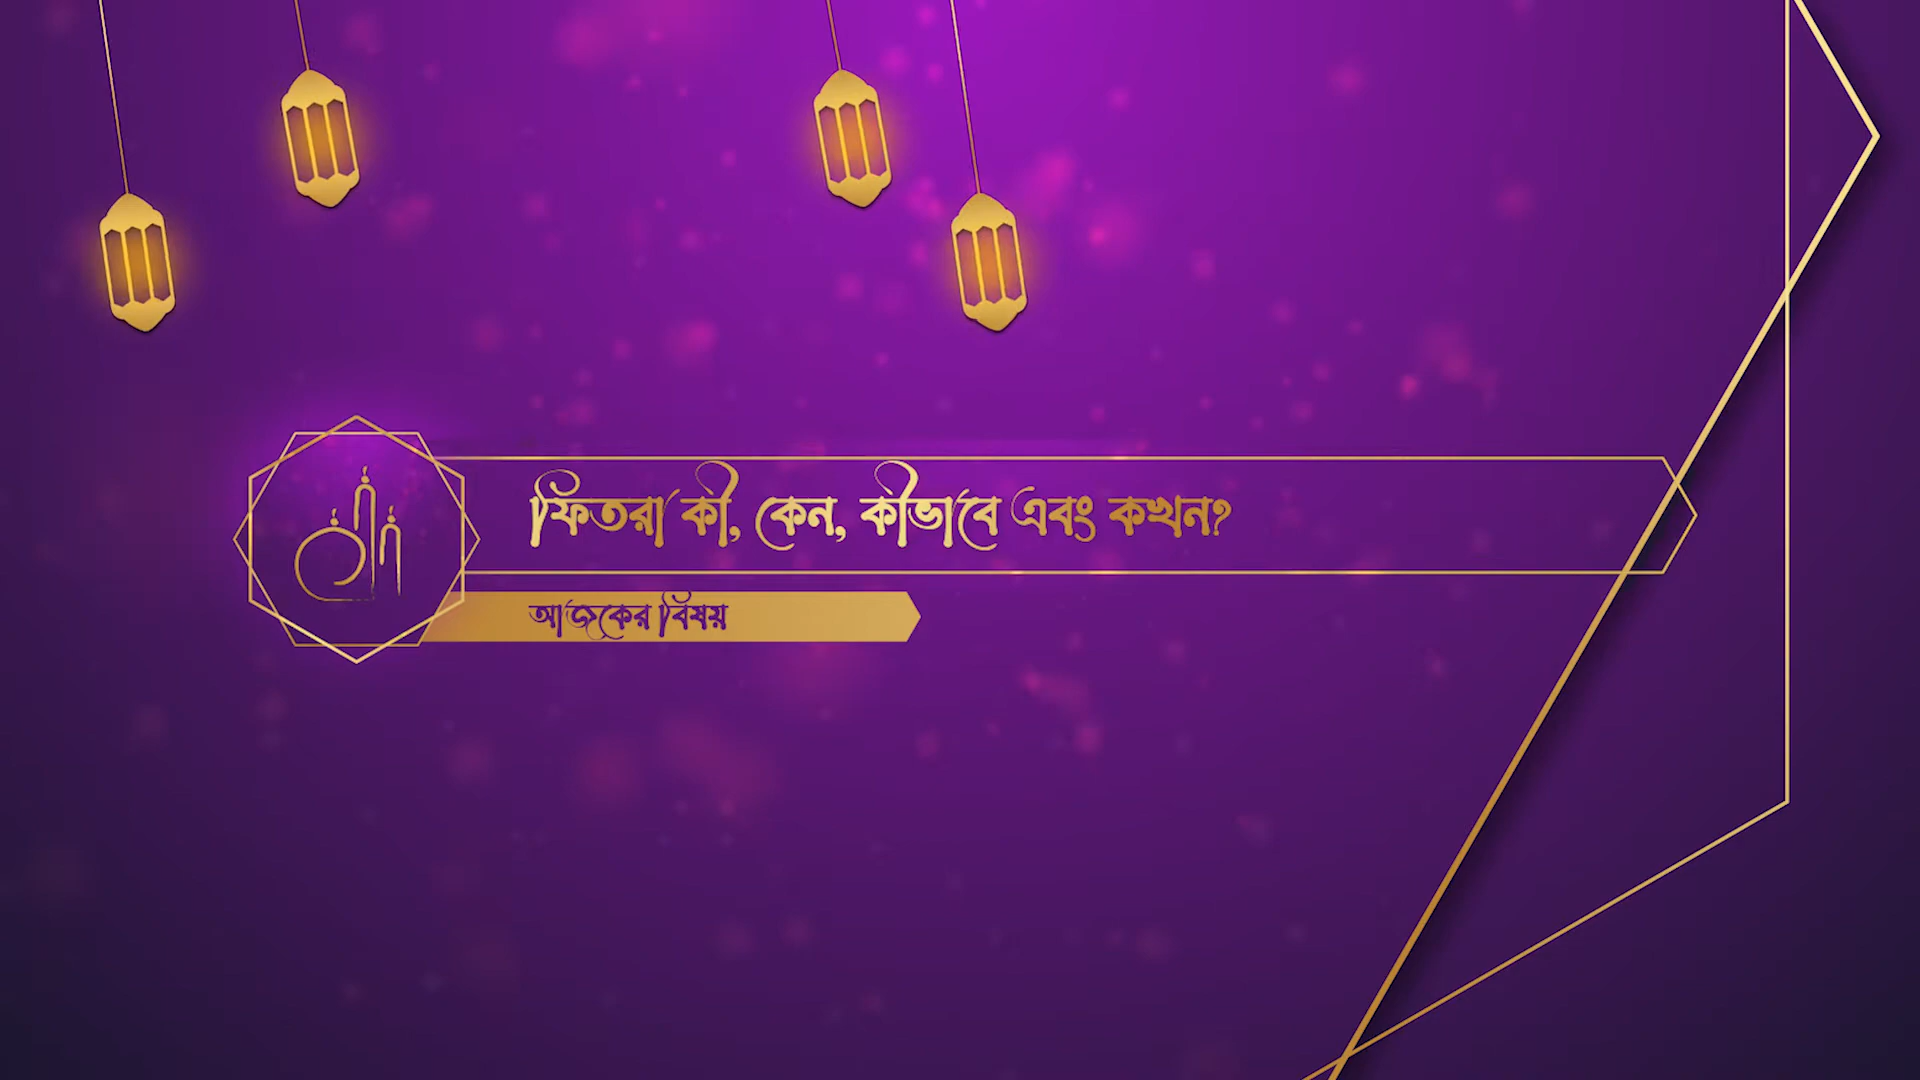 ফিতরা কী, কেন, কীভাবে এবং কখন?
আজকের বিষয়